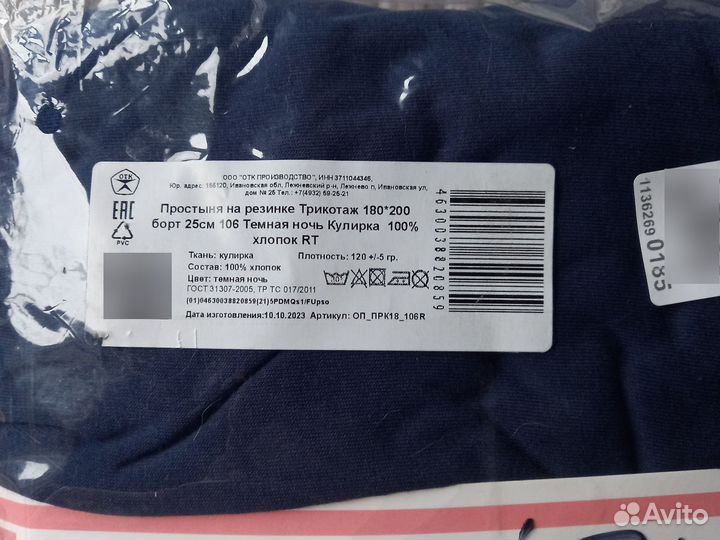 ОТК
ООО "ОТК ПРОИЗВОДСТВО", ИНН 3711044346,
Юр. адрес: 155120, Ивановская обл, Лежневский р-н, Лежнево п, Ивановская ул,
дом № 25 Тел.: +7(4932) 59-25-21
EAC
PVC
Простыня на резинке Трикотаж 180*200
борт 25см 106 Темная ночь Кулирка 100%
хлопок RT
Ткань: кулирка
Плотность: 120 +/-5 гр.
Состав: 100% хлопок
Цвет: темная ночь
ГОСТ 31307-2005, ТР ТС 017/2011
(01)04630038820859(21)5PDMQs1/FUpso
Дата изготовления:10.10.2023
Артикул: ОП_ПРК18_106R
4630038820859
1136269 0185
Avito